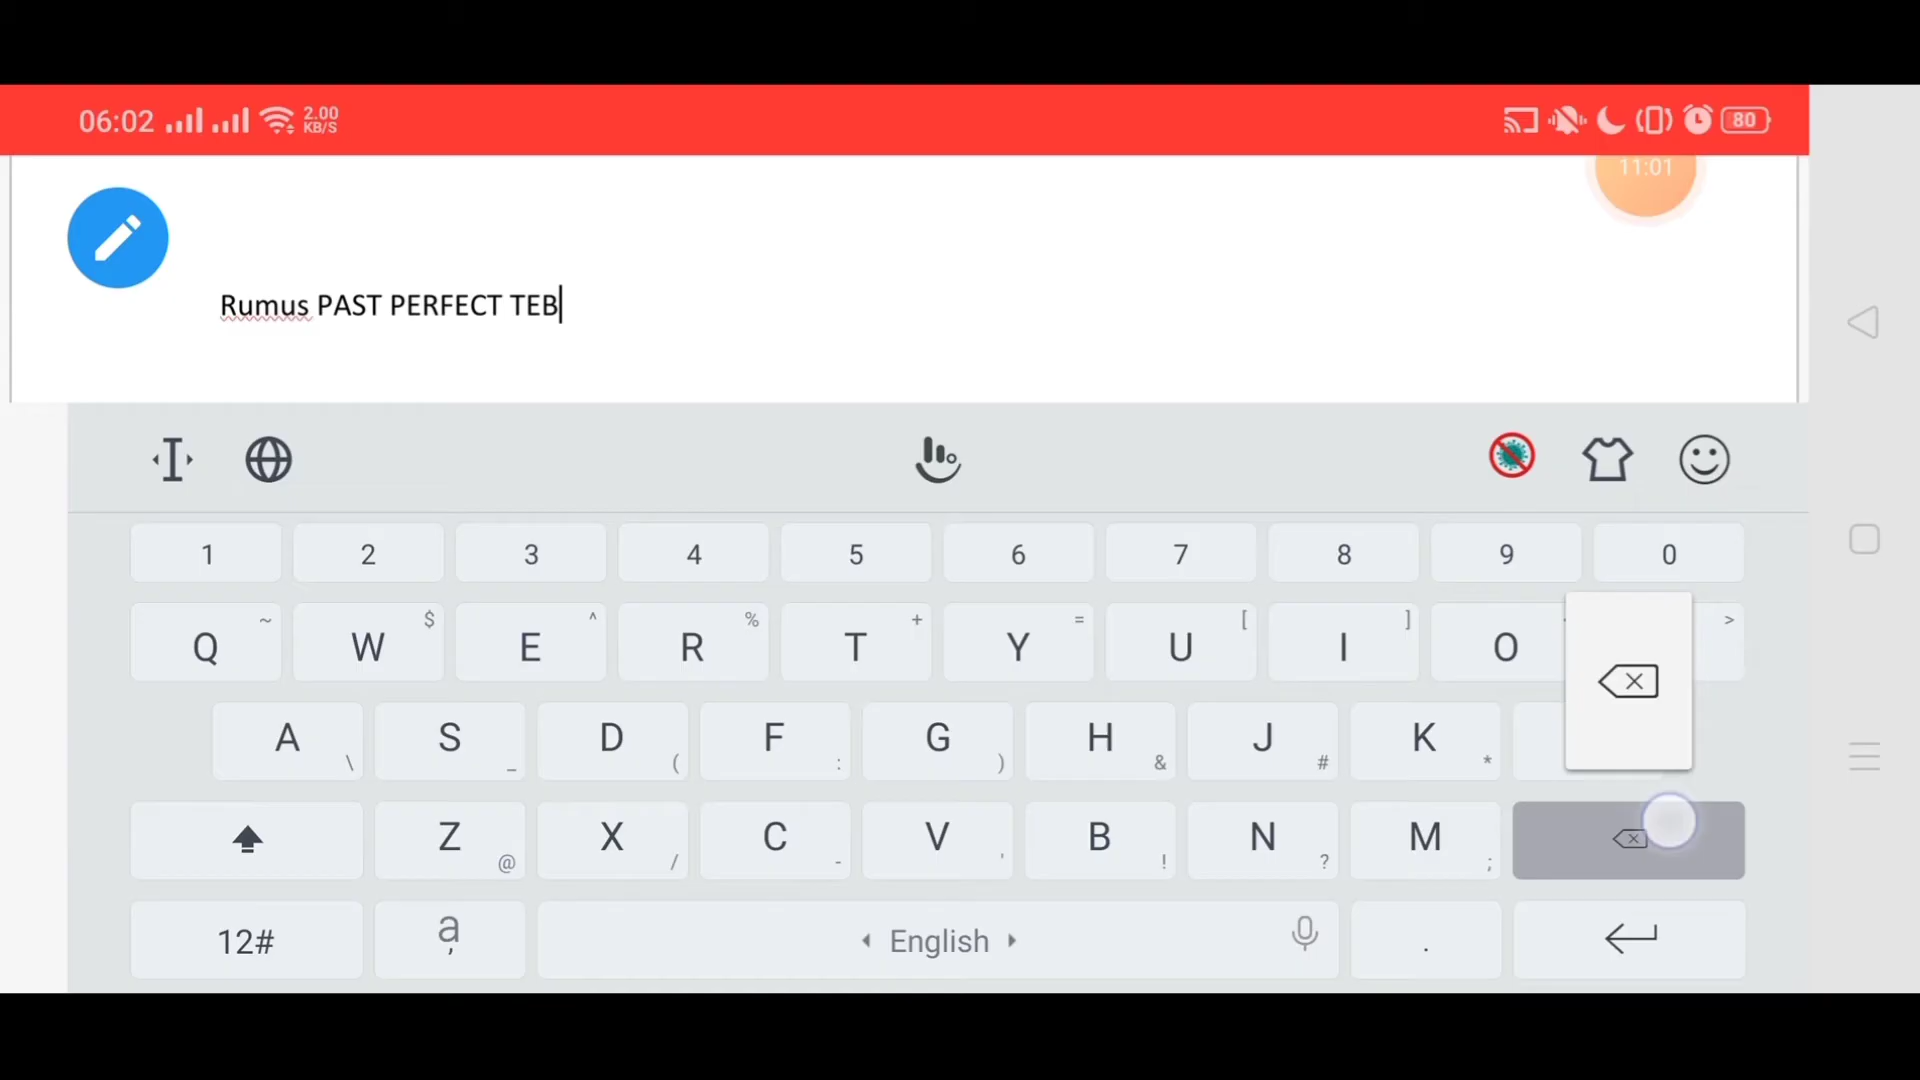 06:02 2.00 KB/S 80
11:01
Rumus PAST PERFECT TEB
1 2 3 4 5 6 7 8 9 0
Q ~ W $ E ^ R % T + Y = U [ I ] O >
A \ S _ D ( F : G ) H & J # K *
Z @ X / C - V ' B ! N ? M ;
12# a , English .